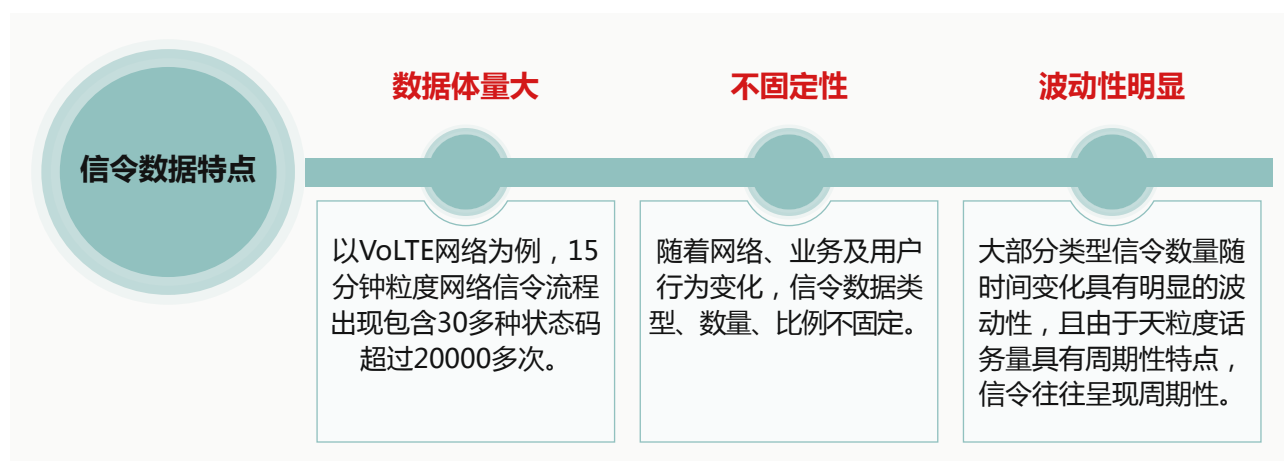 信令数据特点
数据体量大
以VoLTE网络为例，15
分钟粒度网络信令流程
出现包含30多种状态码
超过20000多次。
不固定性
随着网络、业务及用户
行为变化，信令数据类
型、数量、比例不固定。
波动性明显
大部分类型信令数量随
时间变化具有明显的波
动性，且由于天粒度话
务量具有周期性特点，
信令往往呈现周期性。